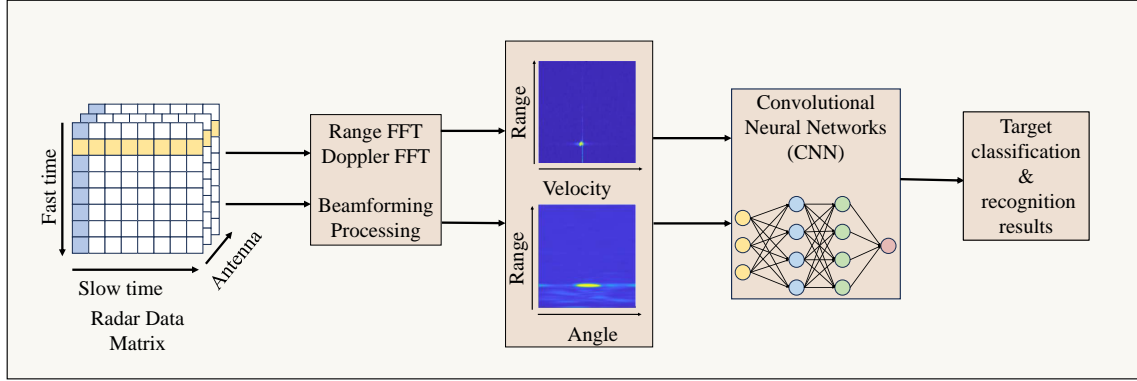 Fast time
Slow time
Antenna
Radar Data
Matrix
Range FFT
Doppler FFT
Beamforming
Processing
Range
Velocity
Range
Angle
Convolutional
Neural Networks
(CNN)
Target
classification
&
recognition
results